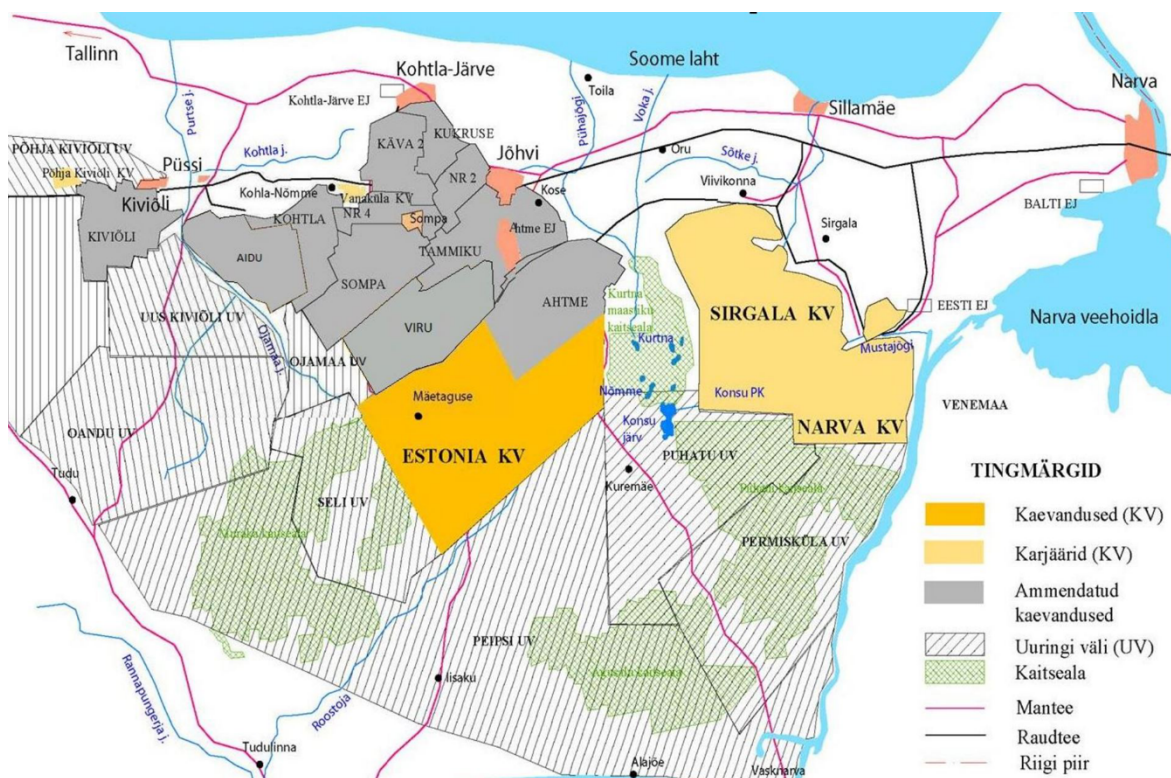 Tallinn
Purtse j.
Kohtla-Järve
Soome laht
Toila
Pühajõgi
Voka j.
Narva
Sillamäe
Kohtla-Järve EJ
KUKRUSE
KÄVA 2
PÕHJA KIVIÕLI UV
Põhja Kiviõli KV
Püssi
Kohtla j.
Jõhvi
Oru
Sõtke j.
NR 2
Kohla-Nõmme
Vanaküla KV
Kose
Viivikonna
BALTI EJ
Kiviõli
KOHTLA
NR 4
Sompa
Ahtme EJ
Sirgala
KIVIÕLI
AIDU
TAMMIKU
SOMPA
AHTME
Kurtna
maastiku
kaitseala
SIRGALA KV
EESTI EJ
Narva veehoidla
UUS KIVIÕLI UV
Ojamaa j.
VIRU
OJAMAA UV
Kurtna
Mustajõgi
Mäetaguse
Nõmme
Konsu PK
VENEMAA
OANDU UV
ESTONIA KV
Konsu
järv
NARVA KV
PUHATU UV
Tudu
SELI UV
Kuremäe
PERMISKÜLA UV
PEIPSI UV
Iisaku
Rannapungerja j.
Roostoja
Tudulinna
Alajõe
Vasknarva
TINGMÄRGID
Kaevandused (KV)
Karjäärid (KV)
Ammendatud
kaevandused
Uuringi väli (UV)
Kaitseala
Mantee
Raudtee
Riigi piir